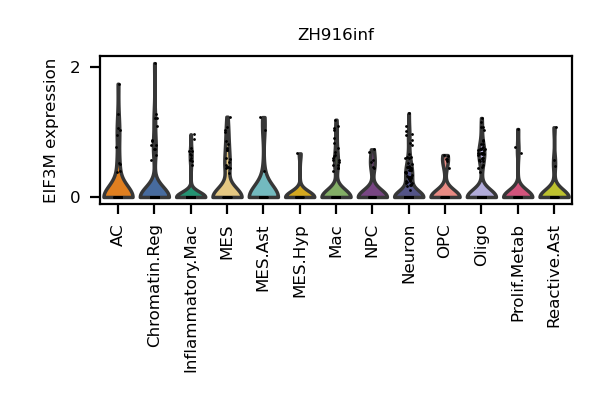 ZH916inf
EIF3M expression
2
0
AC
Chromatin.Reg
Inflammatory.Mac
MES
MES.Ast
MES.Hyp
Mac
NPC
Neuron
OPC
Oligo
Prolif.Metab
Reactive.Ast